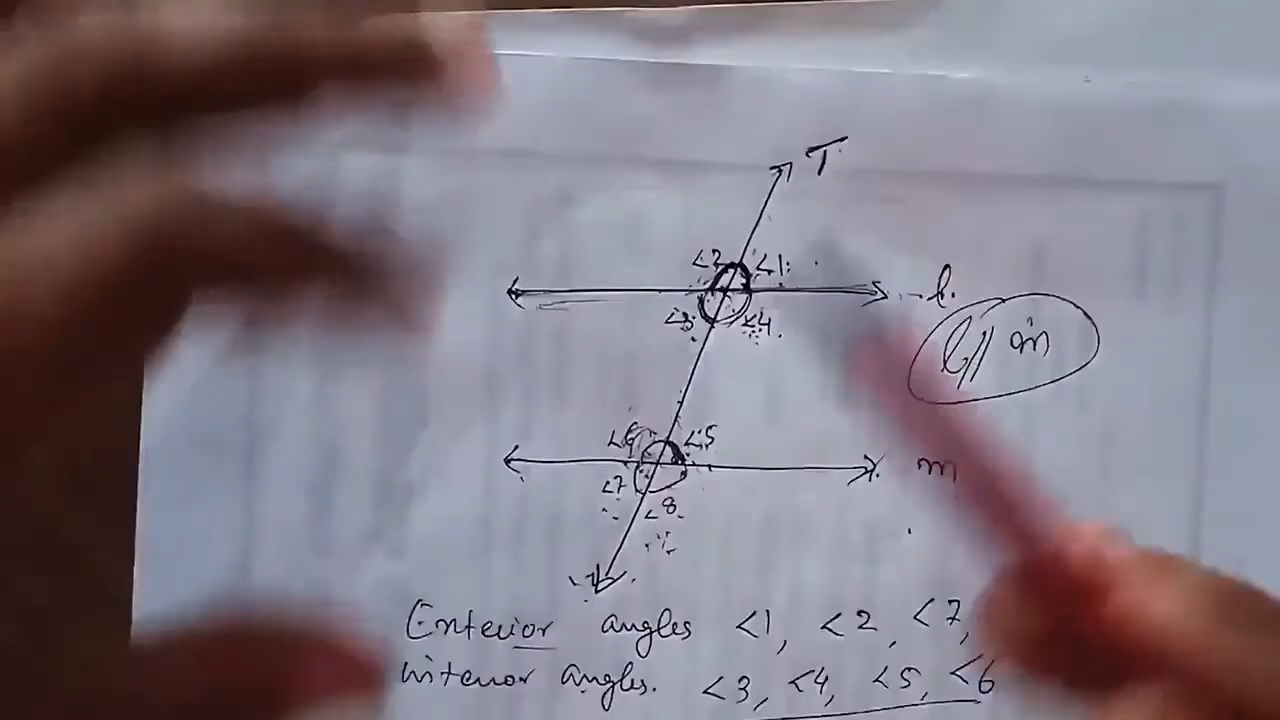 T
<2 <1
l
<3 <4
l // m
<6 <5
m
<7
<8
Exterior angles <1, <2, <7,
interior angles. <3, <4, <5, <6